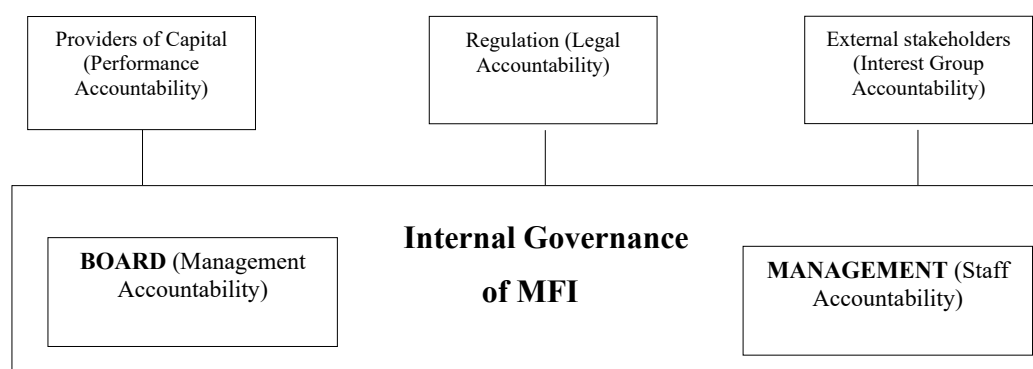 Providers of Capital
(Performance
Accountability)
Regulation (Legal
Accountability)
External stakeholders
(Interest Group
Accountability)
Internal Governance
of MFI
BOARD (Management
Accountability)
MANAGEMENT (Staff
Accountability)